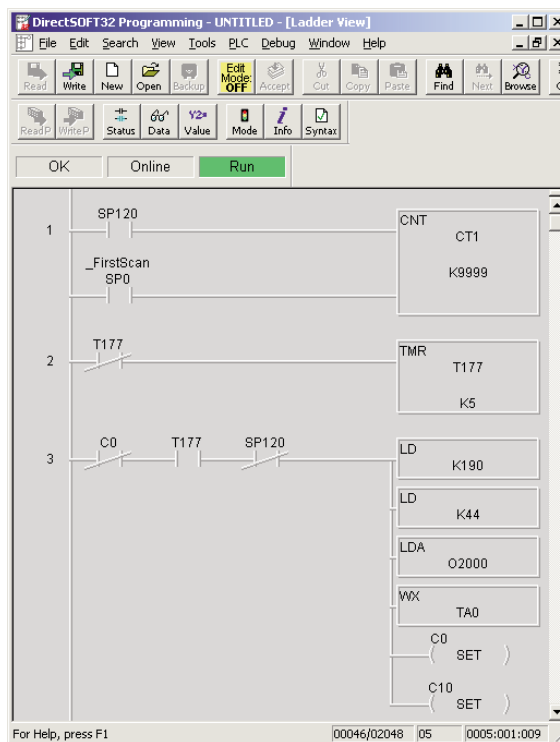 DirectSOFT32 Programming - UNTITLED - [Ladder View]
File Edit Search View Tools PLC Debug Window Help
Read Write New Open Backup Edit Mode: OFF Accept Cut Copy Paste Find Next Browse
ReadP WriteP Status Data Value Mode Info Syntax
OK Online Run
SP120
CNT
1
CT1
_FirstScan
K9999
SP0
T177
TMR
2
T177
K5
C0 T177 SP120
LD
3
K190
LD
K44
LDA
O2000
WX
TA0
C0
SET
C10
SET
For Help, press F1 00046/02048 05 0005:001:009